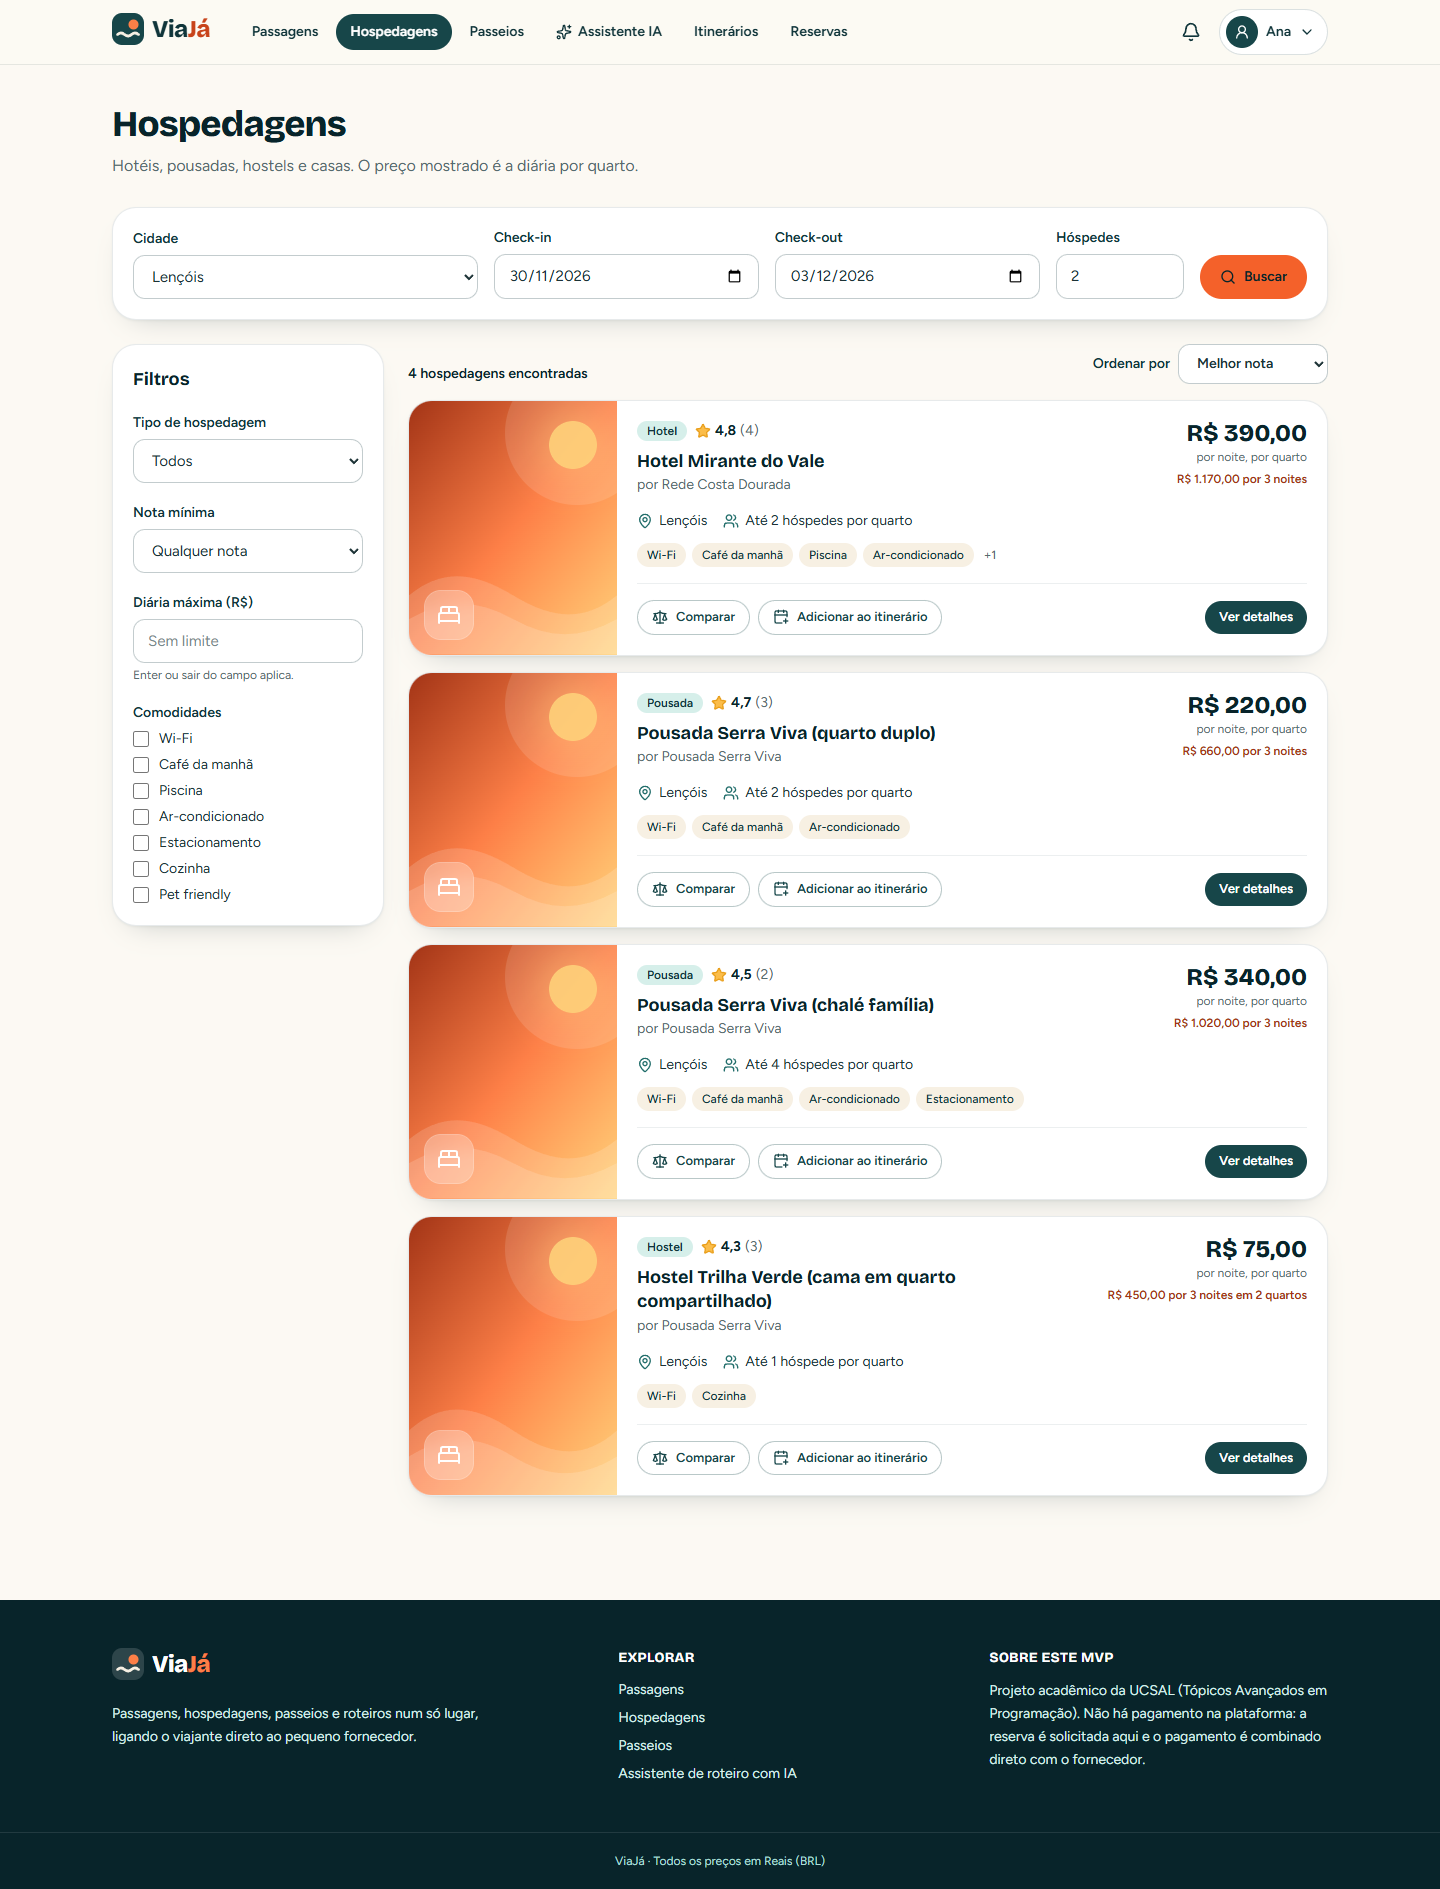 ViaJá
Passagens
Hospedagens
Passeios
Assistente IA
Itinerários
Reservas
Ana
Hospedagens
Hotéis, pousadas, hostels e casas. O preço mostrado é a diária por quarto.
Cidade
Check-in
Check-out
Hóspedes
Lençóis
30/11/2026
03/12/2026
2
Buscar
Filtros
Tipo de hospedagem
Todos
Nota mínima
Qualquer nota
Diária máxima (R$)
Sem limite
Enter ou sair do campo aplica.
Comodidades
Wi-Fi
Café da manhã
Piscina
Ar-condicionado
Estacionamento
Cozinha
Pet friendly
4 hospedagens encontradas
Ordenar por
Melhor nota
Hotel 4,8 (4)
Hotel Mirante do Vale
por Rede Costa Dourada
R$ 390,00
por noite, por quarto
R$ 1.170,00 por 3 noites
Lençóis Até 2 hóspedes por quarto
Wi-Fi Café da manhã Piscina Ar-condicionado +1
Comparar Adicionar ao itinerário Ver detalhes
Pousada 4,7 (3)
Pousada Serra Viva (quarto duplo)
por Pousada Serra Viva
R$ 220,00
por noite, por quarto
R$ 660,00 por 3 noites
Lençóis Até 2 hóspedes por quarto
Wi-Fi Café da manhã Ar-condicionado
Comparar Adicionar ao itinerário Ver detalhes
Pousada 4,5 (2)
Pousada Serra Viva (chalé família)
por Pousada Serra Viva
R$ 340,00
por noite, por quarto
R$ 1.020,00 por 3 noites
Lençóis Até 4 hóspedes por quarto
Wi-Fi Café da manhã Ar-condicionado Estacionamento
Comparar Adicionar ao itinerário Ver detalhes
Hostel 4,3 (3)
Hostel Trilha Verde (cama em quarto
compartilhado)
por Pousada Serra Viva
R$ 75,00
por noite, por quarto
R$ 450,00 por 3 noites em 2 quartos
Lençóis Até 1 hóspede por quarto
Wi-Fi Cozinha
Comparar Adicionar ao itinerário Ver detalhes
ViaJá
Passagens, hospedagens, passeios e roteiros num só lugar,
ligando o viajante direto ao pequeno fornecedor.
EXPLORAR
Passagens
Hospedagens
Passeios
Assistente de roteiro com IA
SOBRE ESTE MVP
Projeto acadêmico da UCSAL (Tópicos Avançados em
Programação). Não há pagamento na plataforma: a
reserva é solicitada aqui e o pagamento é combinado
direto com o fornecedor.
ViaJá · Todos os preços em Reais (BRL)